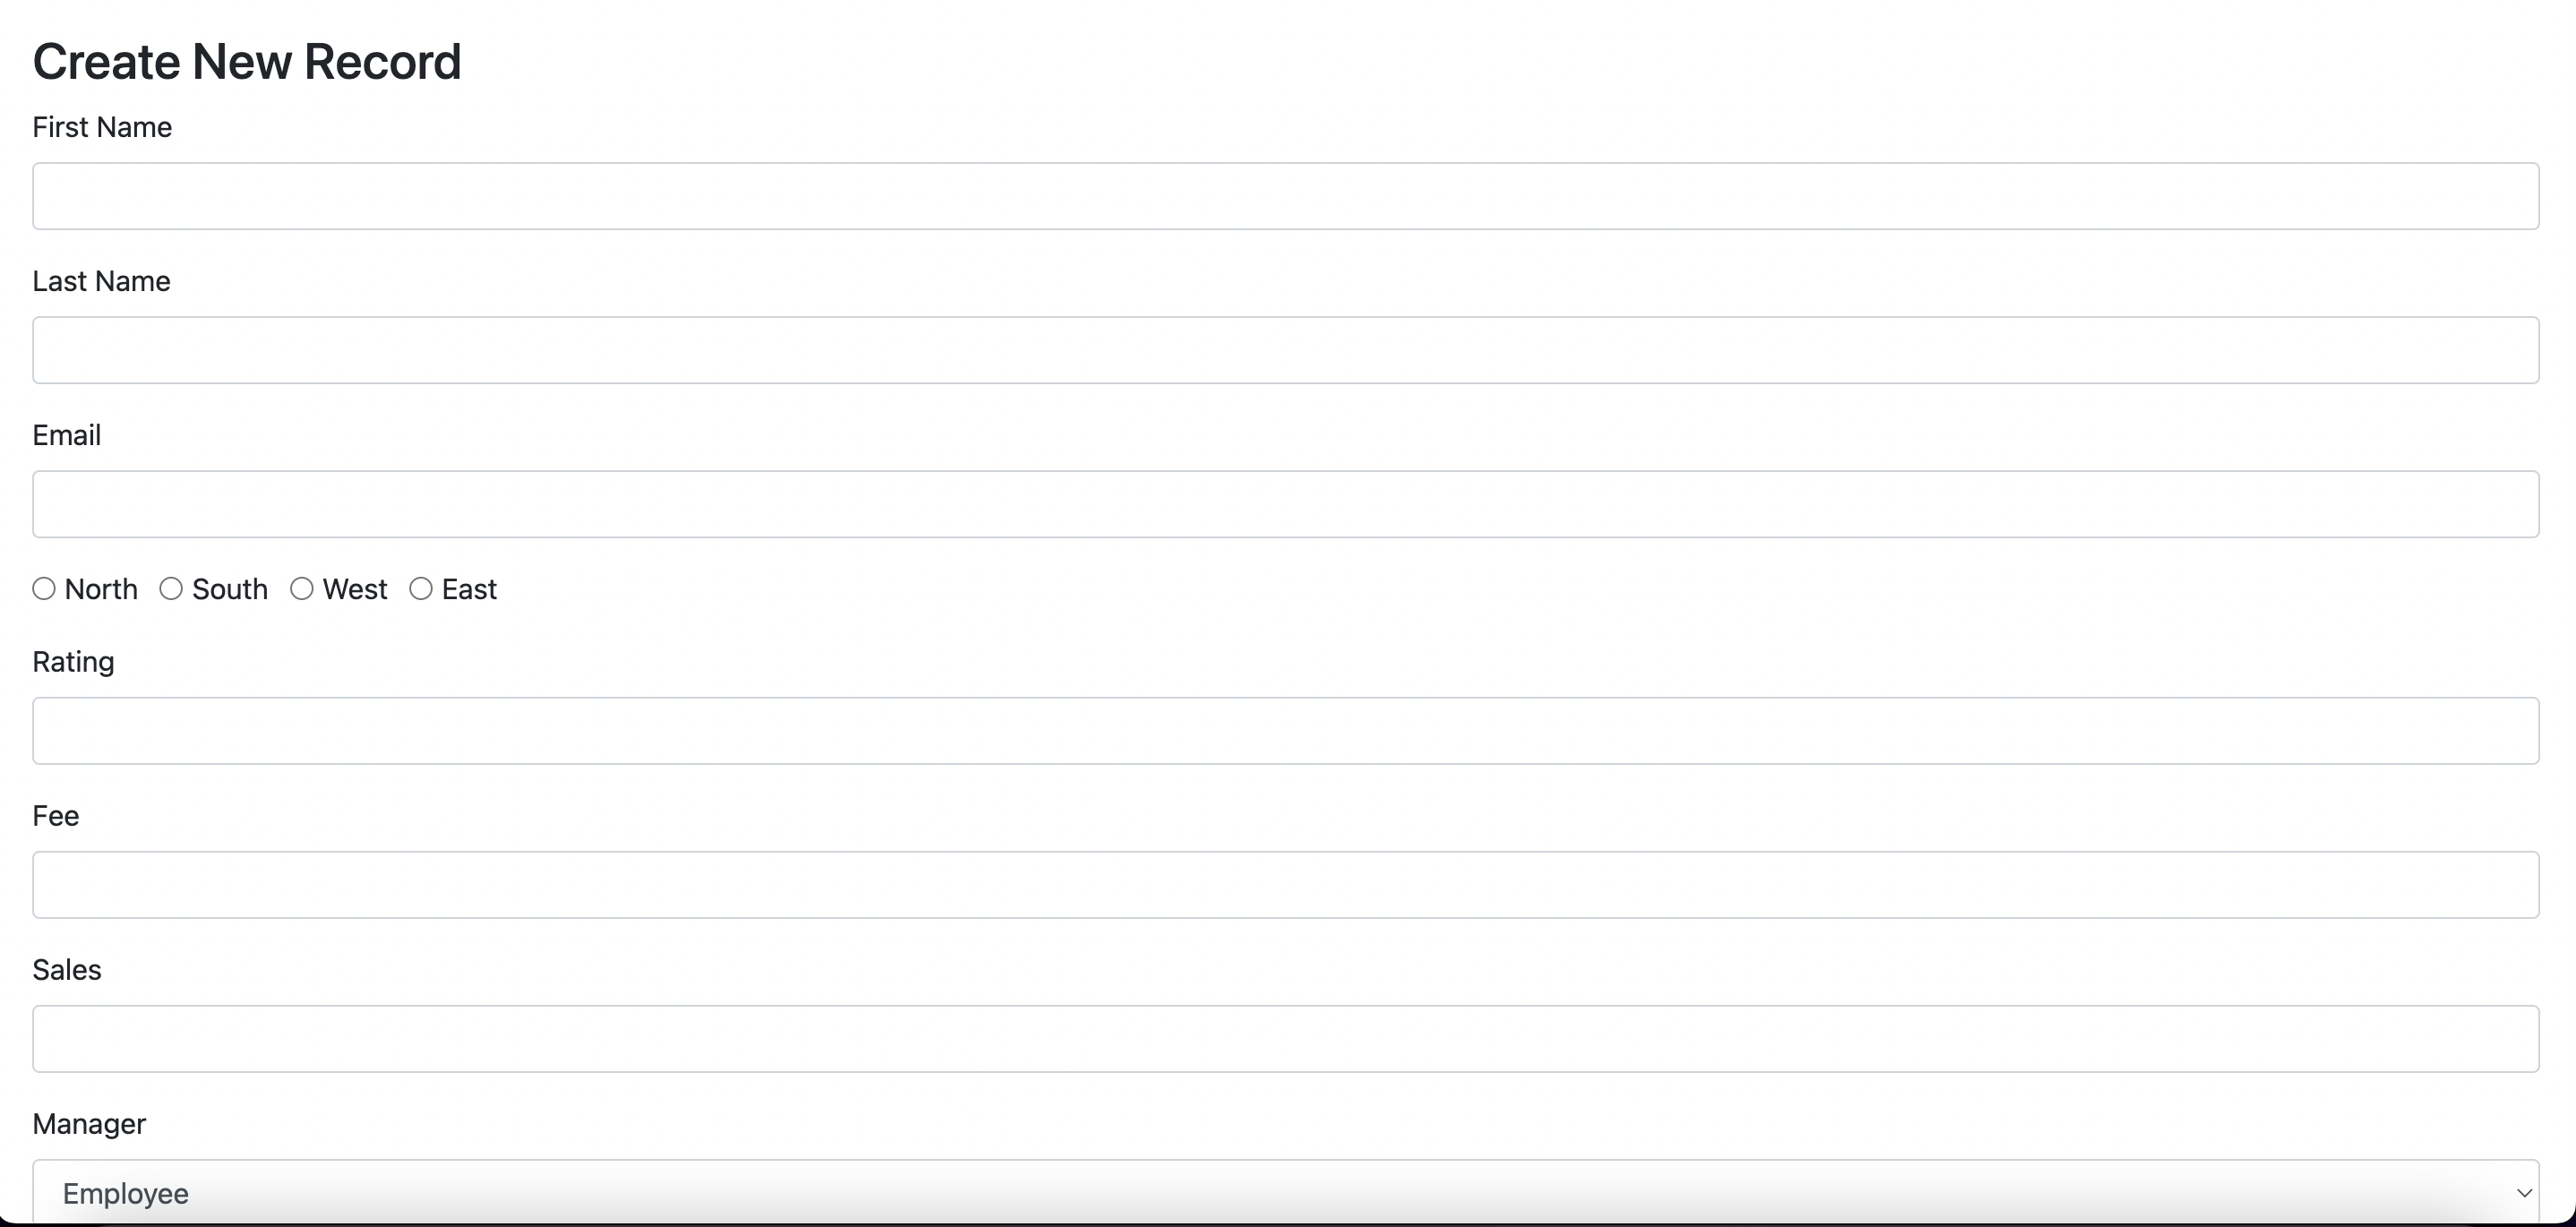 Create New Record
First Name
Last Name
Email
North South West East
Rating
Fee
Sales
Manager
Employee